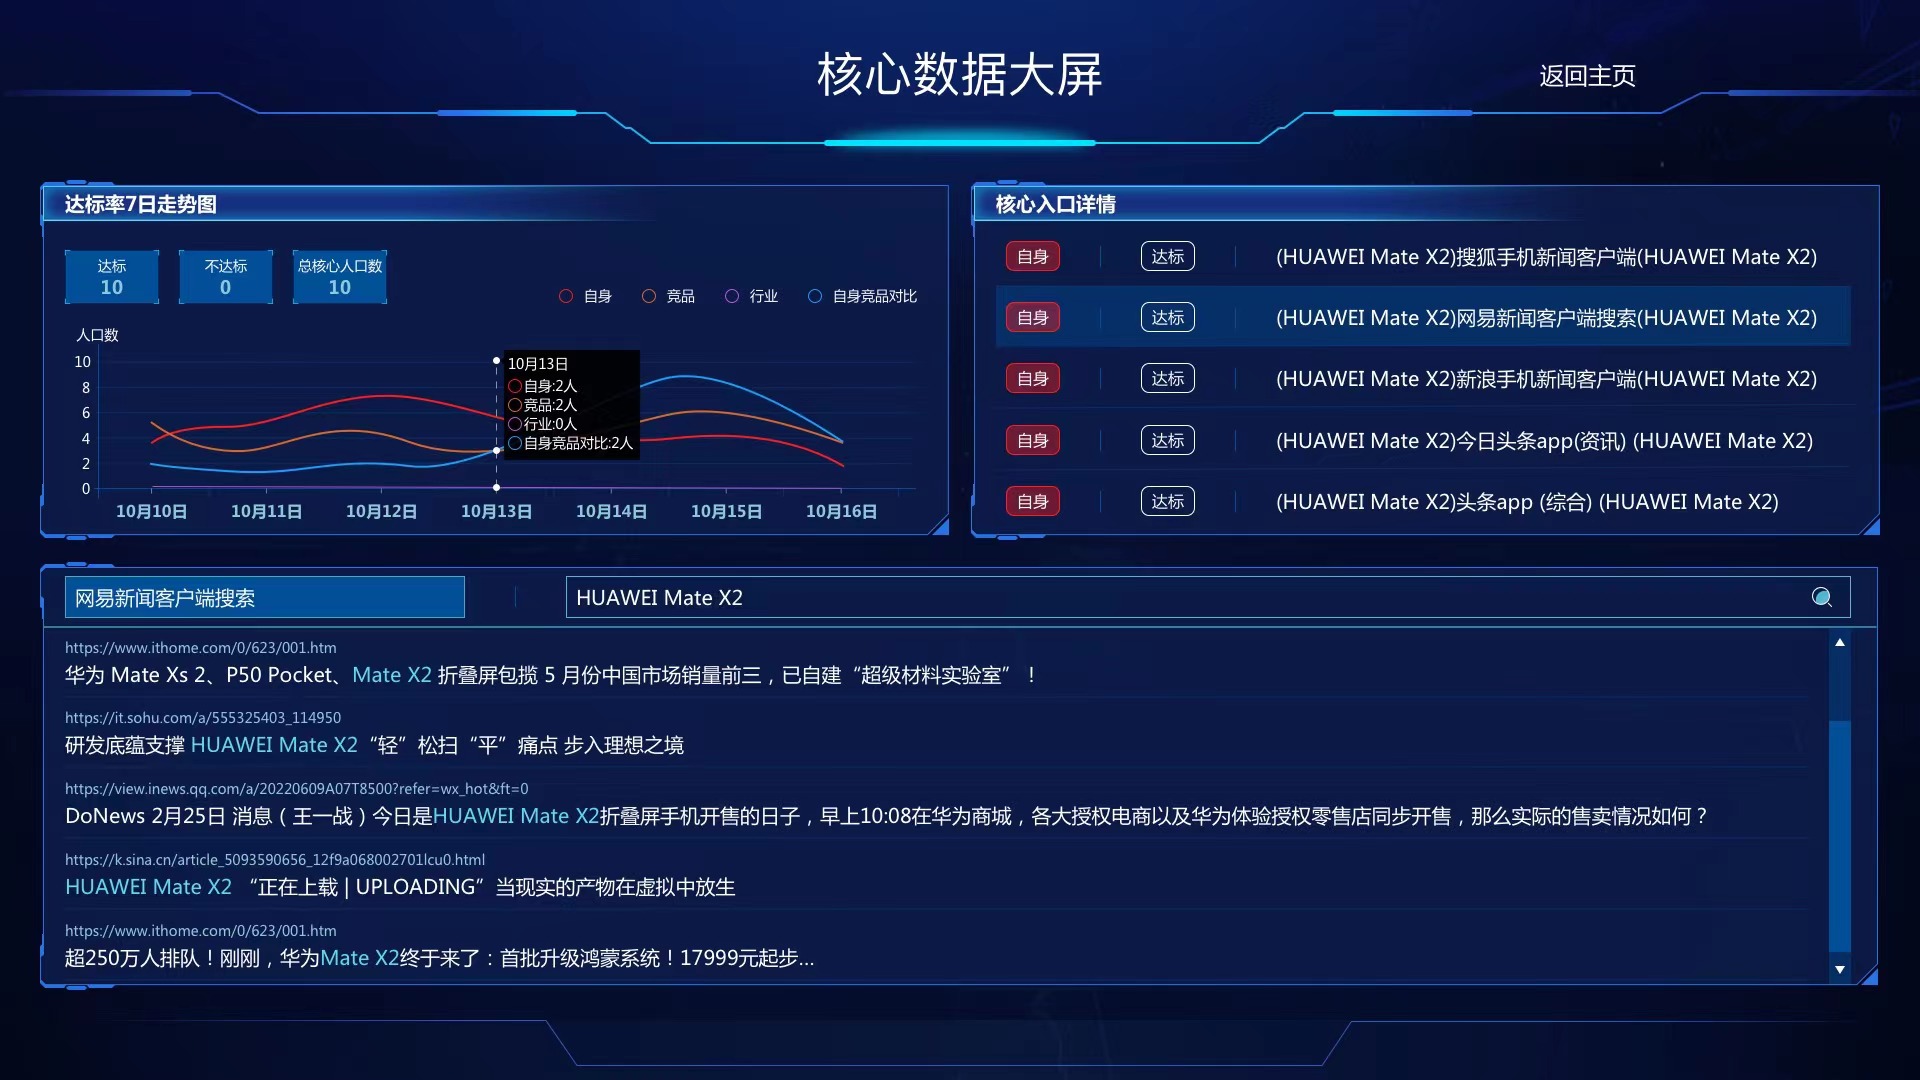 核心数据大屏
返回主页
达标率7日走势图
达标
10
不达标
0
总核心人口数
10
自身
竞品
行业
自身竞品对比
人口数
10
8
6
4
2
0
10月13日
自身:2人
竞品:2人
行业:0人
自身竞品对比:2人
10月10日
10月11日
10月12日
10月13日
10月14日
10月15日
10月16日
核心入口详情
自身 达标 (HUAWEI Mate X2)搜狐手机新闻客户端(HUAWEI Mate X2)
自身 达标 (HUAWEI Mate X2)网易新闻客户端搜索(HUAWEI Mate X2)
自身 达标 (HUAWEI Mate X2)新浪手机新闻客户端(HUAWEI Mate X2)
自身 达标 (HUAWEI Mate X2)今日头条app(资讯) (HUAWEI Mate X2)
自身 达标 (HUAWEI Mate X2)头条app (综合) (HUAWEI Mate X2)
网易新闻客户端搜索
HUAWEI Mate X2
https://www.ithome.com/0/623/001.htm
华为 Mate Xs 2、P50 Pocket、Mate X2 折叠屏包揽 5 月份中国市场销量前三，已自建“超级材料实验室”！
https://it.sohu.com/a/555325403_114950
研发底蕴支撑 HUAWEI Mate X2“轻”松扫“平”痛点 步入理想之境
https://view.inews.qq.com/a/20220609A07T8500?refer=wx_hot&ft=0
DoNews 2月25日 消息（王一战）今日是HUAWEI Mate X2折叠屏手机开售的日子，早上10:08在华为商城，各大授权电商以及华为体验授权零售店同步开售，那么实际的售卖情况如何？
https://k.sina.cn/article_5093590656_12f9a068002701lcu0.html
HUAWEI Mate X2 “正在上载 | UPLOADING”当现实的产物在虚拟中放生
https://www.ithome.com/0/623/001.htm
超250万人排队！刚刚，华为Mate X2终于来了：首批升级鸿蒙系统！17999元起步...